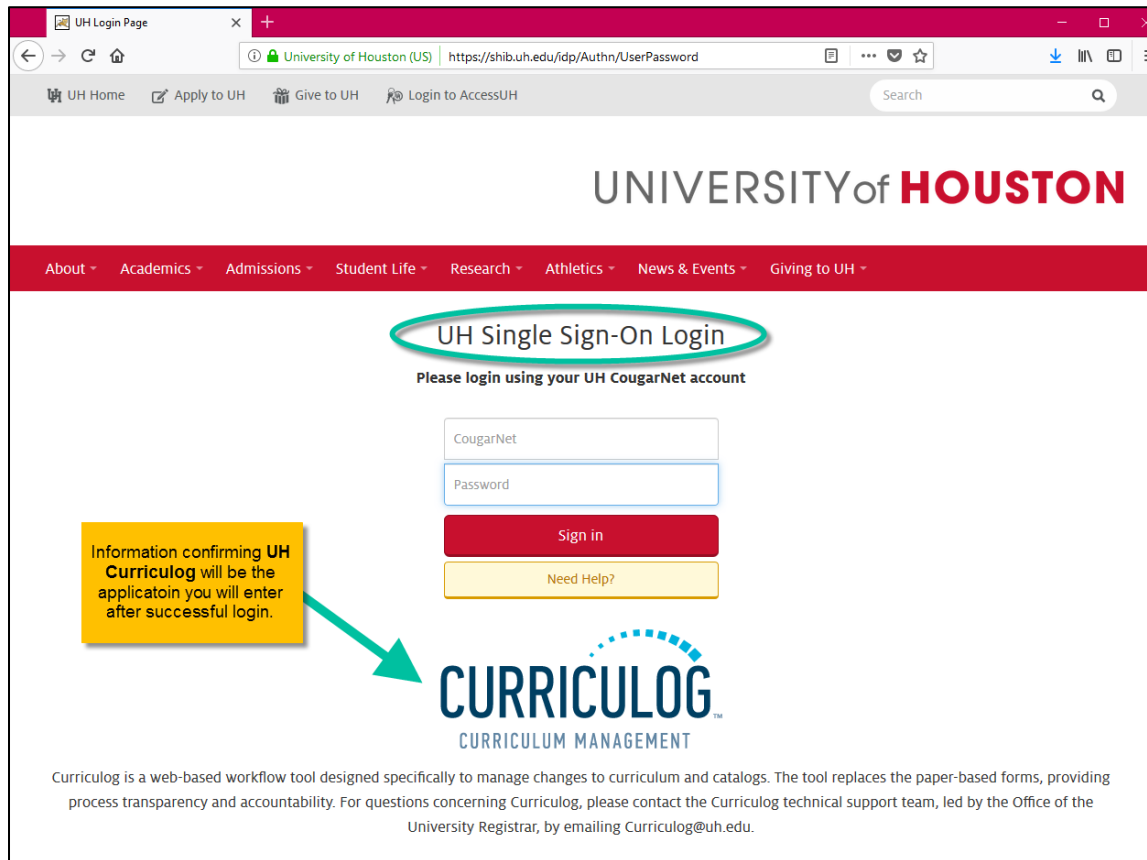 UH Login Page
University of Houston (US) https://shib.uh.edu/idp/Authn/UserPassword
UH Home Apply to UH Give to UH Login to AccessUH Search
UNIVERSITY of HOUSTON
About Academics Admissions Student Life Research Athletics News & Events Giving to UH
UH Single Sign-On Login
Please login using your UH CougarNet account
CougarNet
Password
Sign in
Need Help?
Information confirming UH
Curriculog will be the
applicatoin you will enter
after successful login.
CURRICULOG™
CURRICULUM MANAGEMENT
Curriculog is a web-based workflow tool designed specifically to manage changes to curriculum and catalogs. The tool replaces the paper-based forms, providing
process transparency and accountability. For questions concerning Curriculog, please contact the Curriculog technical support team, led by the Office of the
University Registrar, by emailing Curriculog@uh.edu.